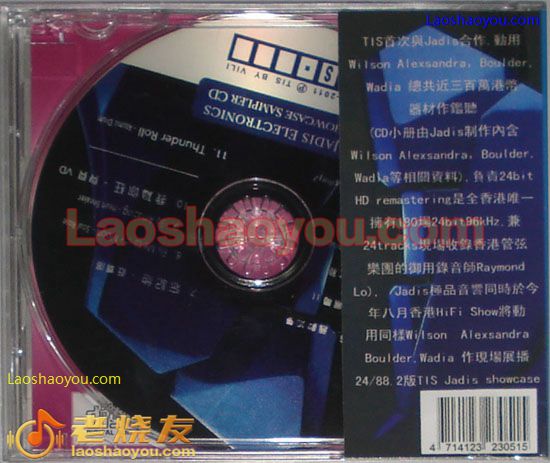 Laoshaoyou.com
TIS首次與Jadis合作,動用
Wilson Alexsandra, Boulder,
Wadia 總共近三百萬港幣
器材作鑑聽
(CD小册由Jadis制作內含
Wilson Alexsandra, Boulder,
Wadia等相關資料), 負責24bit
HD remastering是全香港唯一
擁有180場24bit96kHz,兼
24tracks現場收錄香港管弦
樂團的御用錄音師Raymond
Lo), (Jadis極品音響同時於今
年八月香港HiFi Show將動
用同樣Wilson Alexsandra
Boulder,Wadia 作現場展播
24/88.2版TIS Jadis showcase
4 714123 230515
TIS BY VILI
JADIS ELECTRONICS
SHOWCASE SAMPLER CD
11. Thunder Roll
Laoshaoyou.com
Laoshaoyou.com
老烧友
laoshaoyou.com